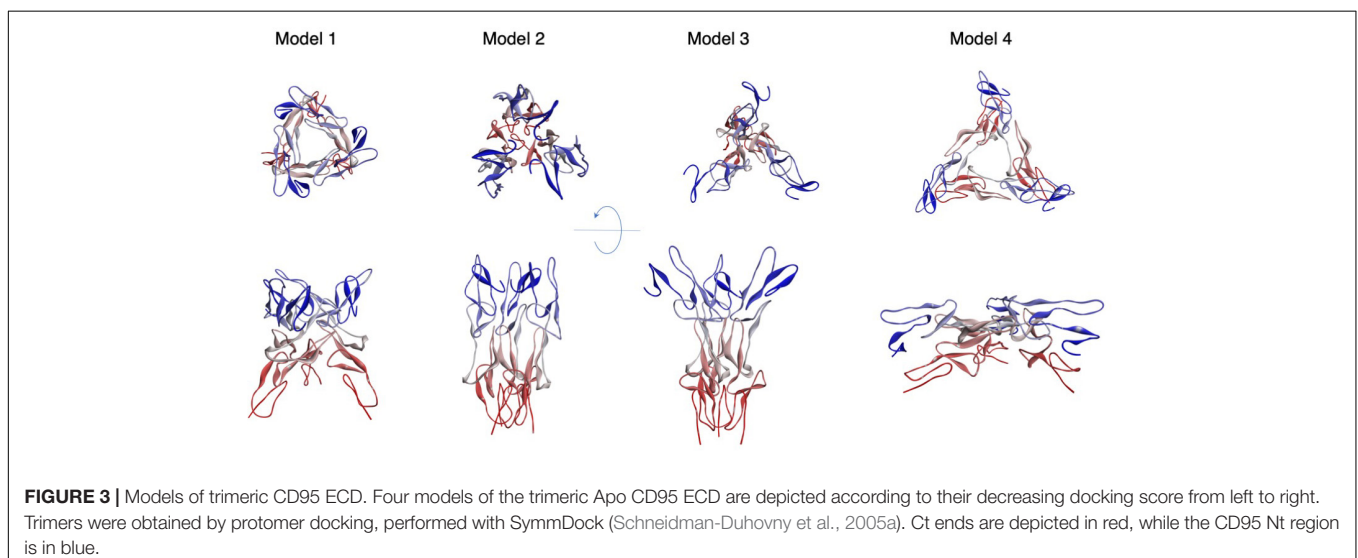 Model 1 Model 2 Model 3 Model 4
FIGURE 3 | Models of trimeric CD95 ECD. Four models of the trimeric Apo CD95 ECD are depicted according to their decreasing docking score from left to right.
Trimers were obtained by protomer docking, performed with SymmDock (Schneidman-Duhovny et al., 2005a). Ct ends are depicted in red, while the CD95 Nt region
is in blue.